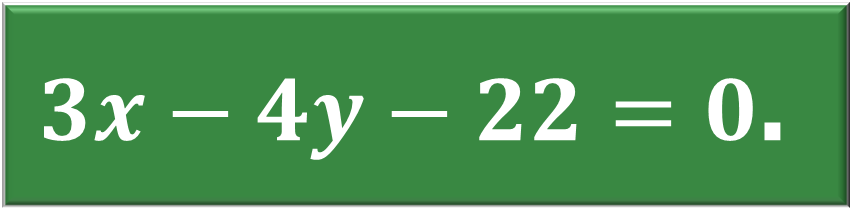 3x − 4y − 22 = 0.